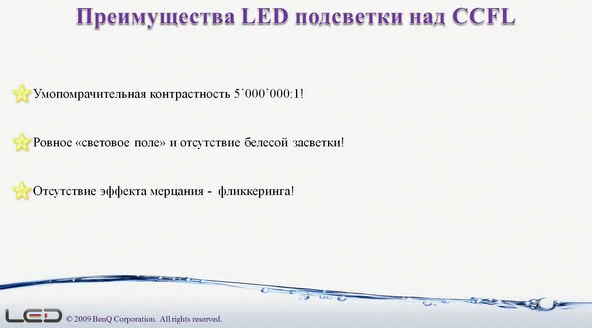 Преимущества LED подсветки над CCFL
Умопомрачительная контрастность 5`000`000:1!
Ровное «световое поле» и отсутствие белесой засветки!
Отсутствие эффекта мерцания - фликкеринга!
LED © 2009 BenQ Corporation. All rights reserved.